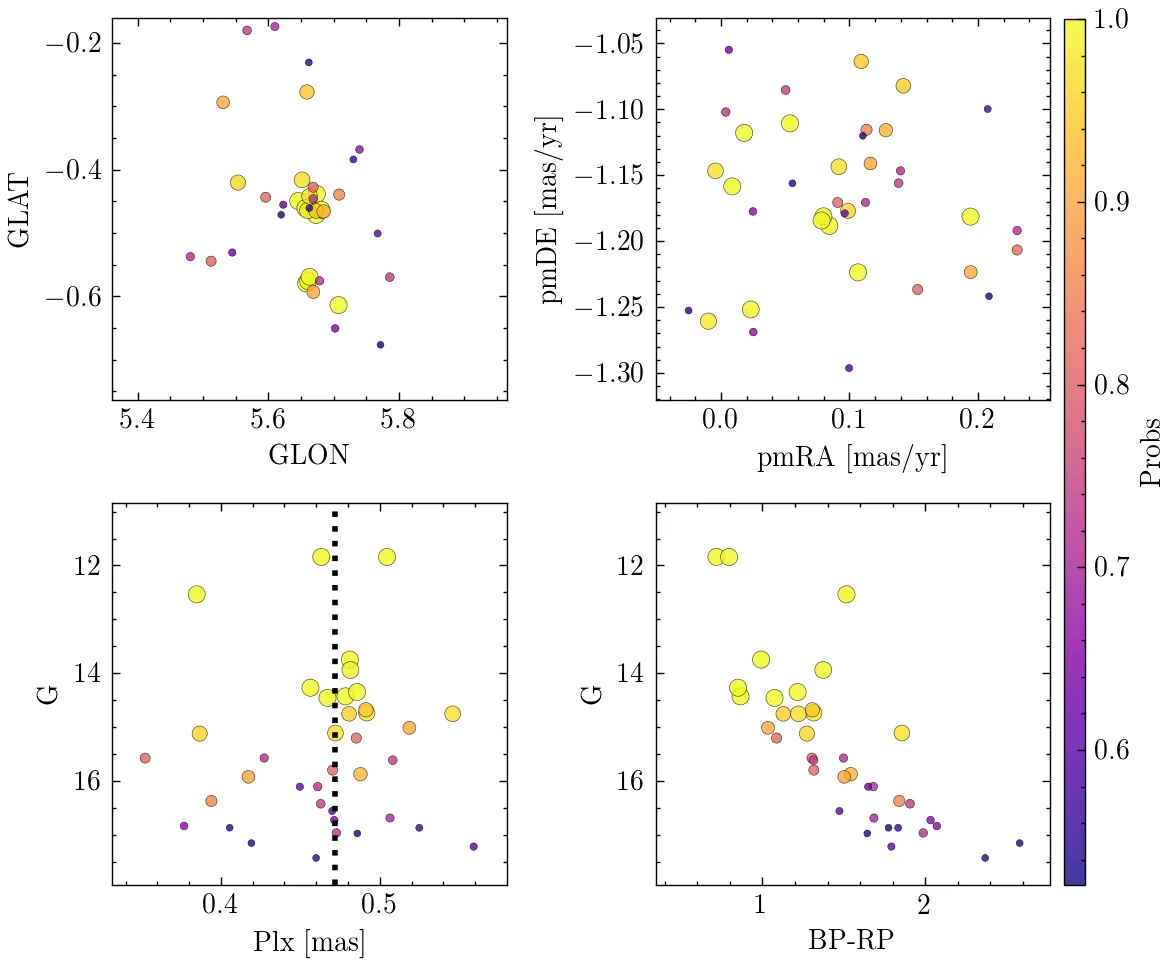 −0.2
−0.4
−0.6
GLAT
5.4 5.6 5.8
GLON
−1.05
−1.10
−1.15
−1.20
−1.25
−1.30
pmDE [mas/yr]
0.0 0.1 0.2
pmRA [mas/yr]
12
14
16
G
0.4 0.5
Plx [mas]
12
14
16
G
1 2
BP-RP
1.0
0.9
0.8
0.7
0.6
Probs